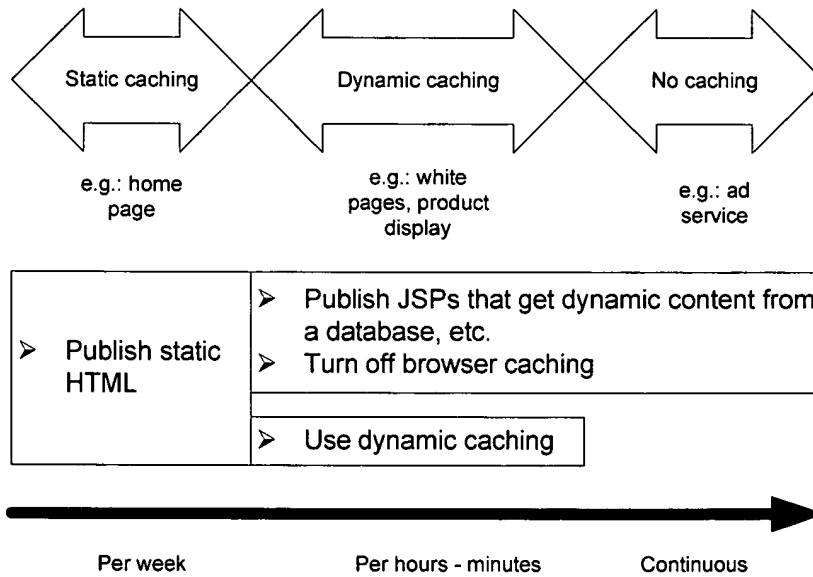 Static caching
Dynamic caching
No caching
e.g.: home
page
e.g.: white
pages, product
display
e.g.: ad
service
➢ Publish static
HTML
➢ Publish JSPs that get dynamic content from
a database, etc.
➢ Turn off browser caching
➢ Use dynamic caching
Per week
Per hours - minutes
Continuous